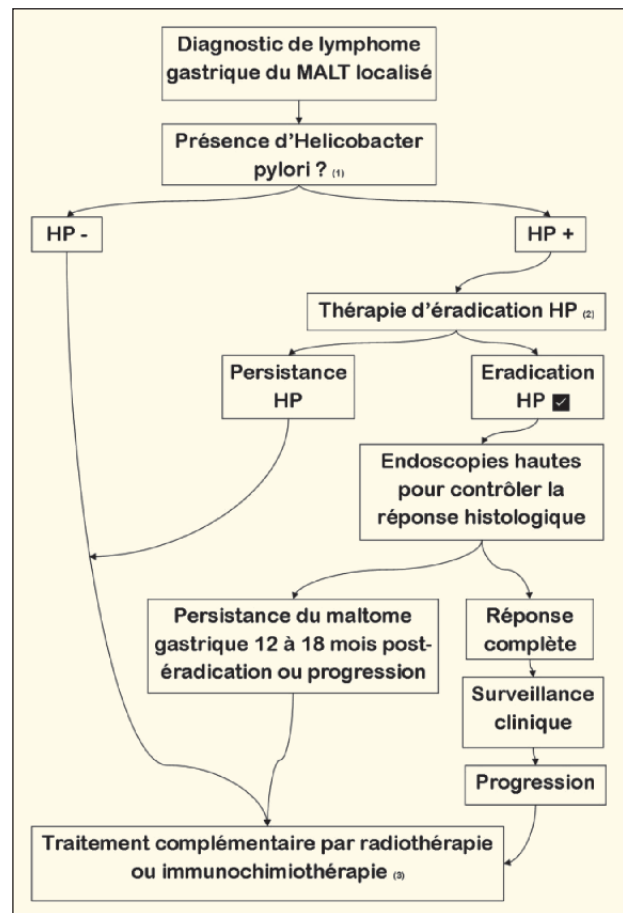 Diagnostic de lymphome
gastrique du MALT localisé
Présence d'Helicobacter
pylori ? (1)
HP -
HP +
Thérapie d'éradication HP (2)
Persistance
HP
Eradication
HP ☑
Endoscopies hautes
pour contrôler la
réponse histologique
Persistance du maltome
gastrique 12 à 18 mois post-
éradication ou progression
Réponse
complète
Surveillance
clinique
Progression
Traitement complémentaire par radiothérapie
ou immunochimiothérapie (3)